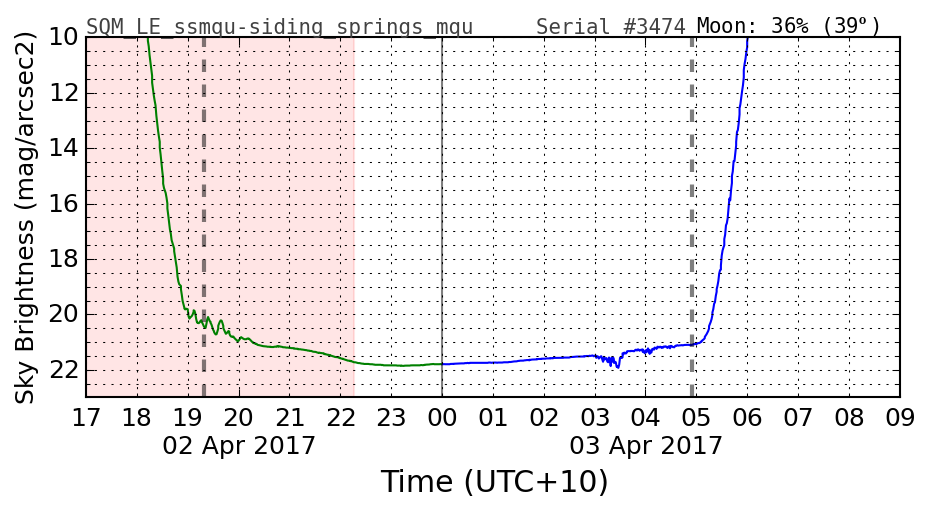 SQM_LE_ssmqu-siding_springs_mqu Serial #3474 Moon: 36% (39°)
Sky Brightness (mag/arcsec2)
10
12
14
16
18
20
22
17 18 19 20 21 22 23 00 01 02 03 04 05 06 07 08 09
02 Apr 2017 03 Apr 2017
Time (UTC+10)